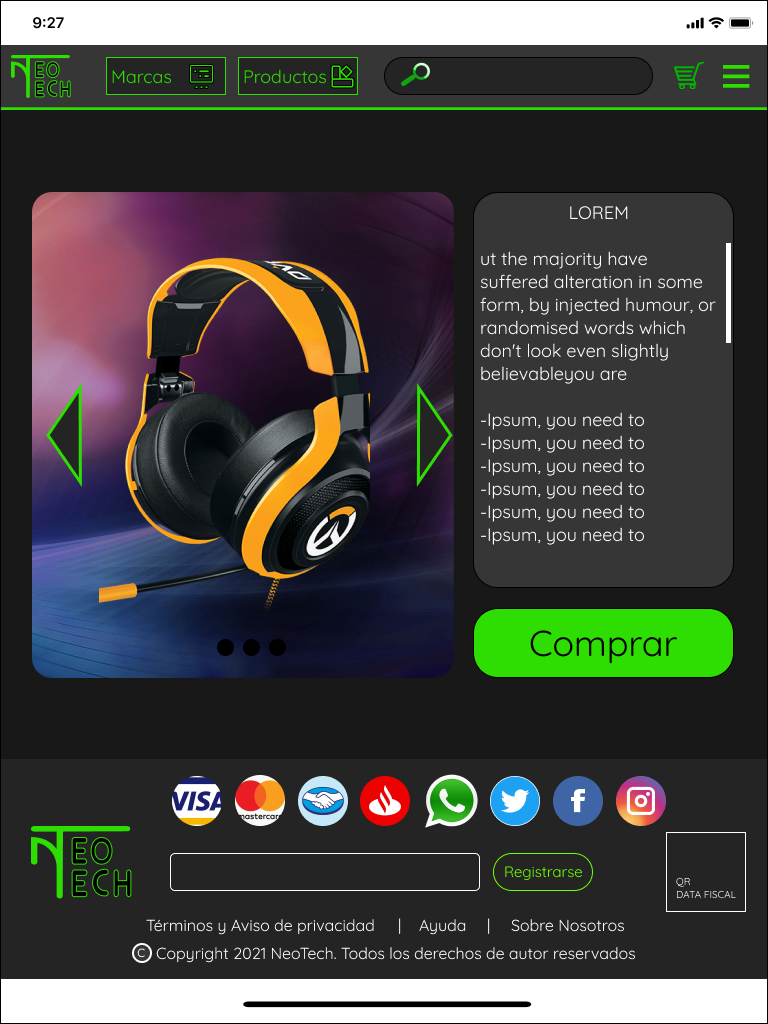 9:27
NEO
TECH
Marcas
Productos
LOREM
ut the majority have
suffered alteration in some
form, by injected humour, or
randomised words which
don't look even slightly
believableyou are
-Ipsum, you need to
-Ipsum, you need to
-Ipsum, you need to
-Ipsum, you need to
-Ipsum, you need to
-Ipsum, you need to
Comprar
VISA
mastercard
NEO
TECH
Registrarse
QR
DATA FISCAL
Términos y Aviso de privacidad | Ayuda | Sobre Nosotros
© Copyright 2021 NeoTech. Todos los derechos de autor reservados